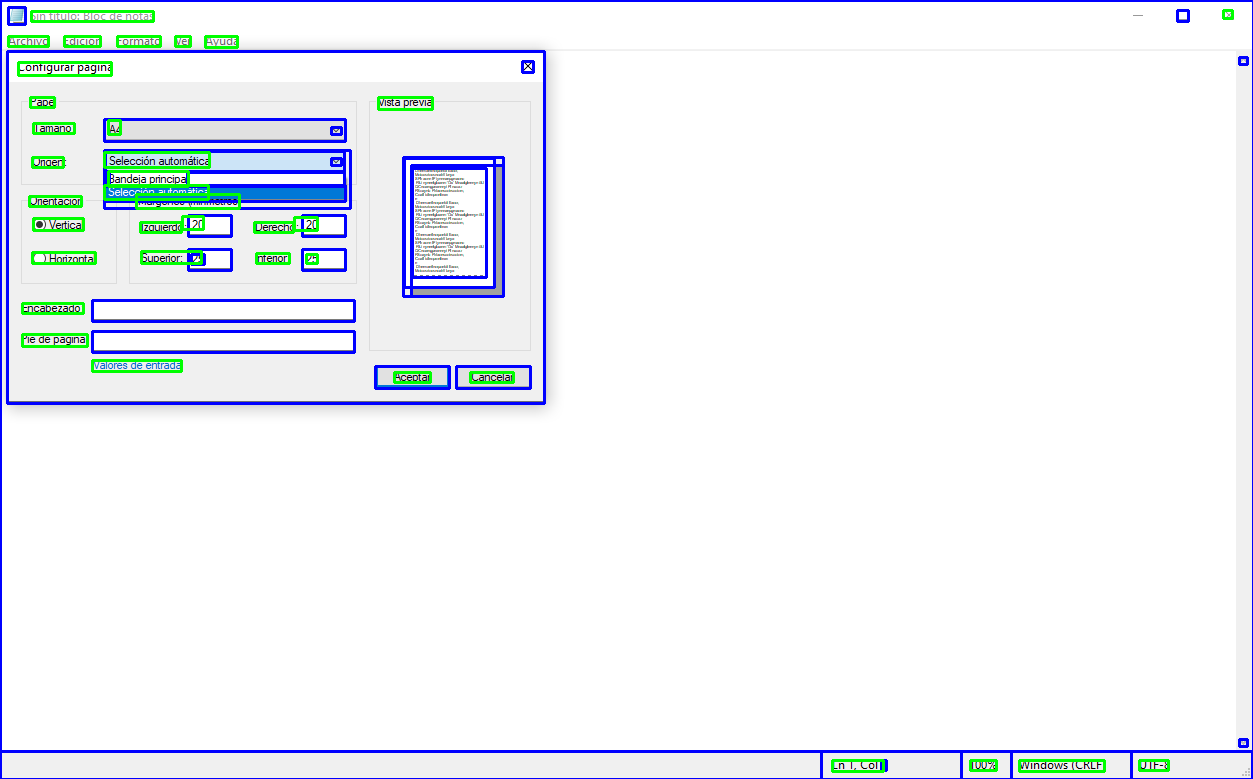 Sin título: Bloc de notas
Archivo Edición Formato Ver Ayuda
Configurar página
Papel
Tamaño A4
Origen: Selección automática
Bandeja principal
Selección automática
Orientación
Vertical
Horizontal
Márgenes (milímetros)
Izquierdo: 20
Derecho: 20
Superior: 25
Inferior: 25
Encabezado
Pie de página
Valores de entrada
Vista previa
Aceptar
Cancelar
Ln 1, Col 1
100%
Windows (CRLF)
UTF-8